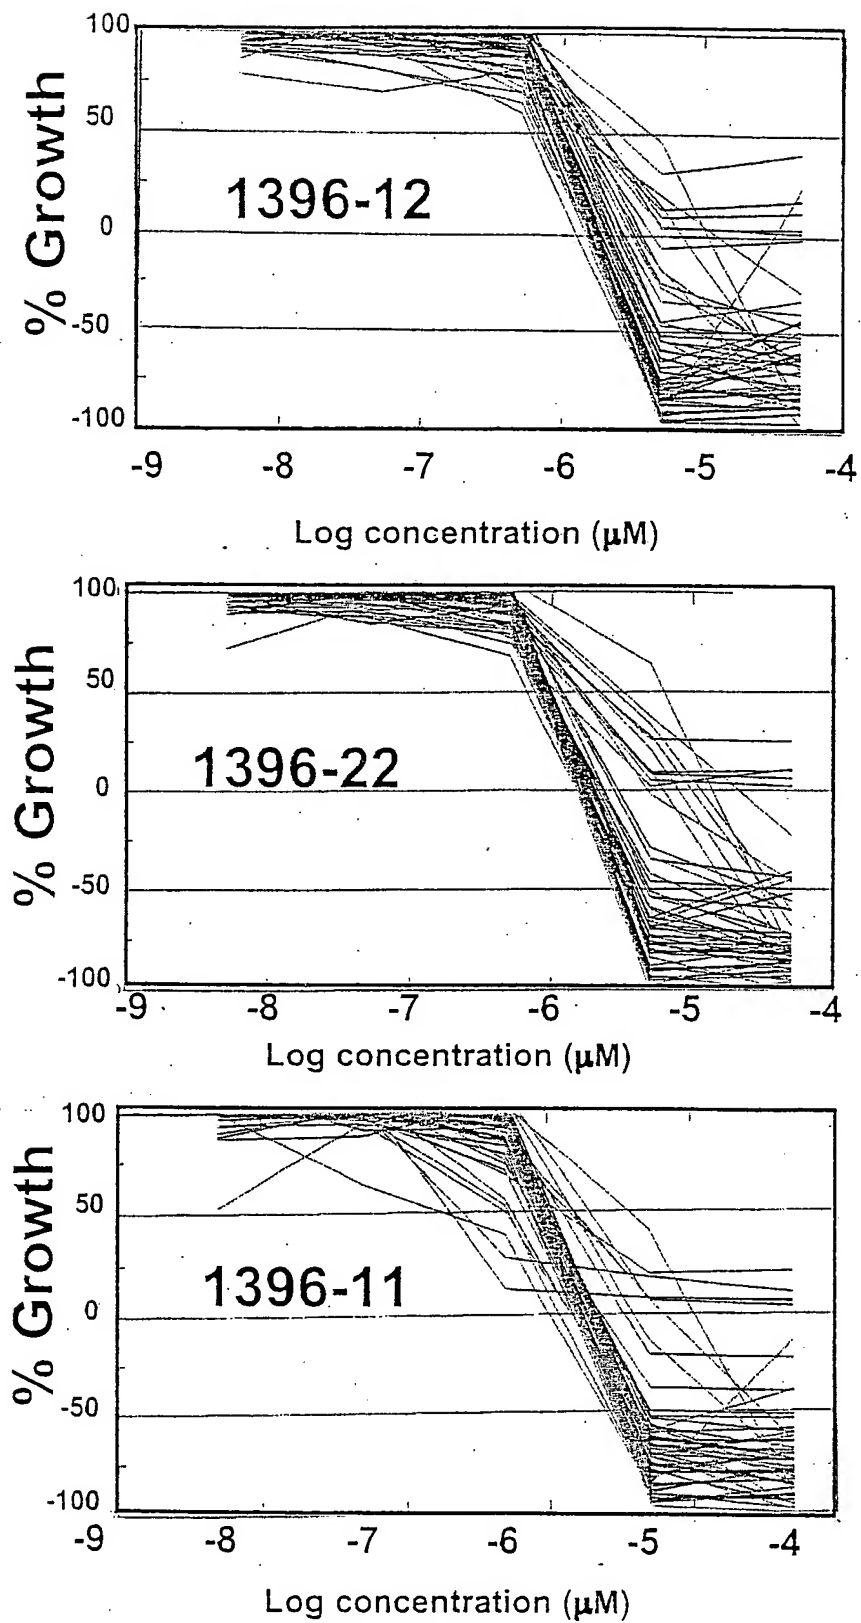 100
50
0
-50
-100
% Growth
1396-12
-9 -8 -7 -6 -5 -4
Log concentration (μM)
100
50
0
-50
-100
% Growth
1396-22
-9 -8 -7 -6 -5 -4
Log concentration (μM)
100
50
0
-50
-100
% Growth
1396-11
-9 -8 -7 -6 -5 -4
Log concentration (μM)